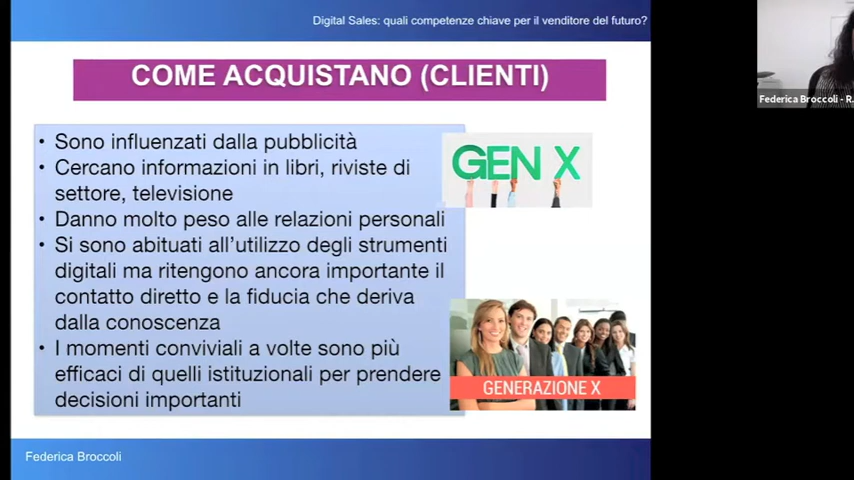 Digital Sales: quali competenze chiave per il venditore del futuro?
COME ACQUISTANO (CLIENTI)
• Sono influenzati dalla pubblicità
• Cercano informazioni in libri, riviste di
settore, televisione
• Danno molto peso alle relazioni personali
• Si sono abituati all'utilizzo degli strumenti
digitali ma ritengono ancora importante il
contatto diretto e la fiducia che deriva
dalla conoscenza
• I momenti conviviali a volte sono più
efficaci di quelli istituzionali per prendere
decisioni importanti
GEN X
GENERAZIONE X
Federica Broccoli
Federica Broccoli - R.